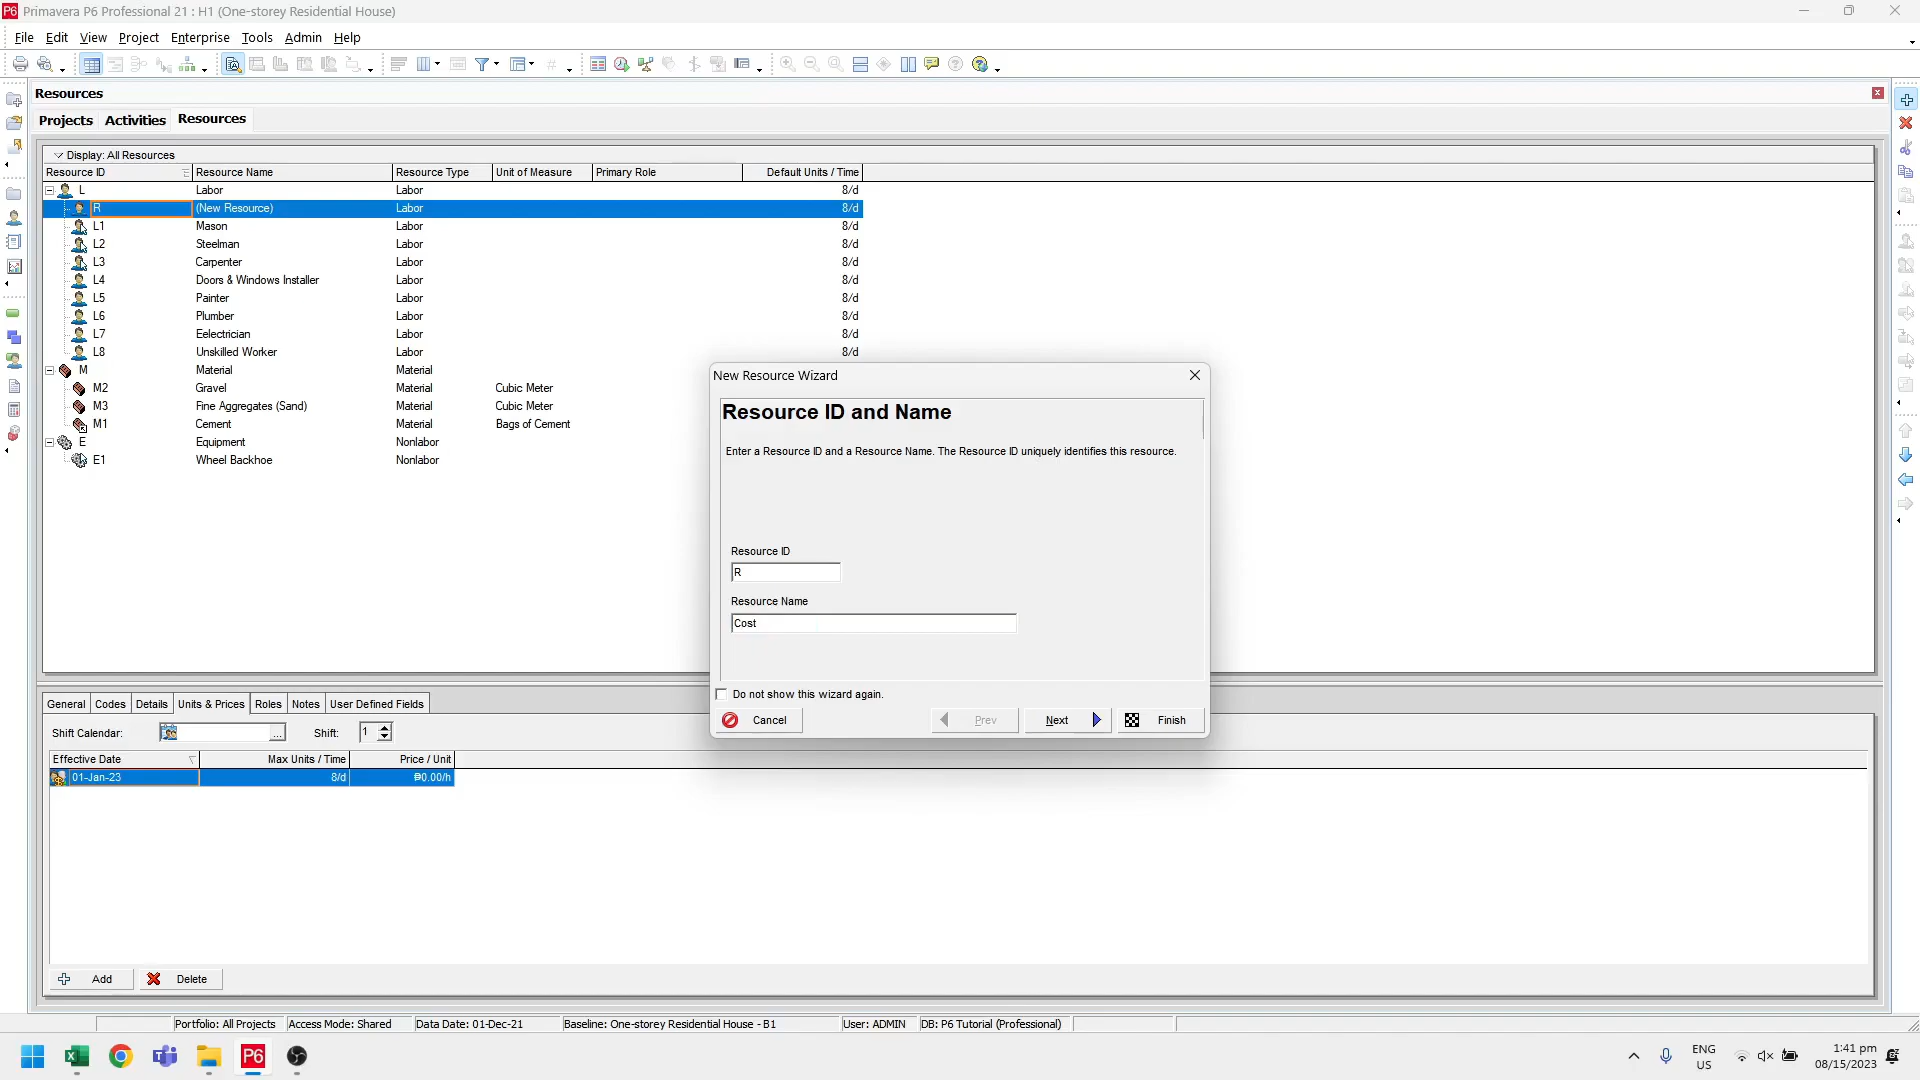 Primavera P6 Professional 21 : H1 (One-storey Residential House)
File Edit View Project Enterprise Tools Admin Help
Resources
Projects Activities Resources
Display: All Resources
Resource ID Resource Name Resource Type Unit of Measure Primary Role Default Units / Time
L Labor Labor 8/d
R (New Resource) Labor 8/d
L1 Mason Labor 8/d
L2 Steelman Labor 8/d
L3 Carpenter Labor 8/d
L4 Doors & Windows Installer Labor 8/d
L5 Painter Labor 8/d
L6 Plumber Labor 8/d
L7 Eelectrician Labor 8/d
L8 Unskilled Worker Labor 8/d
M Material Material
M2 Gravel Material Cubic Meter
M3 Fine Aggregates (Sand) Material Cubic Meter
M1 Cement Material Bags of Cement
E Equipment Nonlabor
E1 Wheel Backhoe Nonlabor
New Resource Wizard
Resource ID and Name
Enter a Resource ID and a Resource Name. The Resource ID uniquely identifies this resource.
Resource ID
R
Resource Name
Cost
Do not show this wizard again.
Cancel Prev Next Finish
General Codes Details Units & Prices Roles Notes User Defined Fields
Shift Calendar: ... Shift: 1
Effective Date Max Units / Time Price / Unit
01-Jan-23 8/d ₱0.00/h
Add Delete
Portfolio: All Projects Access Mode: Shared Data Date: 01-Dec-21 Baseline: One-storey Residential House - B1 User: ADMIN DB: P6 Tutorial (Professional)
ENG
US
1:41 pm
08/15/2023